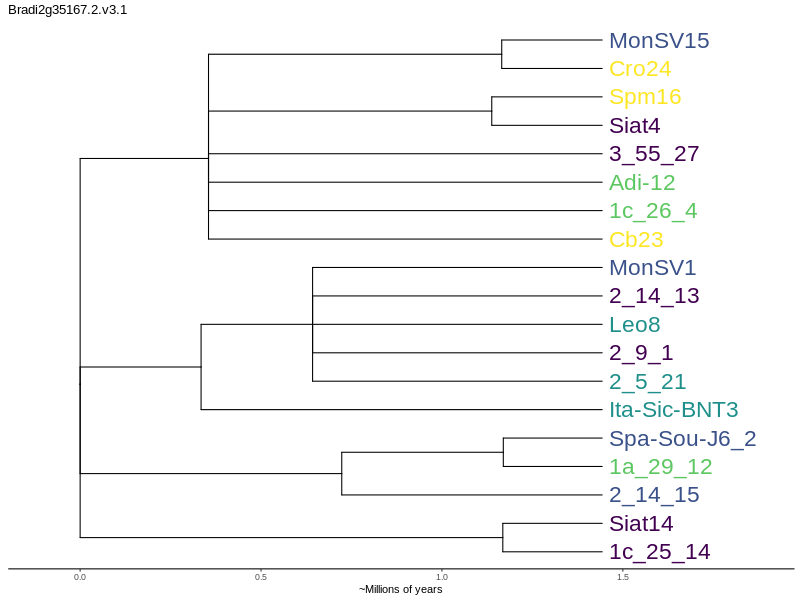 Bradi2g35167.2.v3.1
MonSV15
Cro24
Spm16
Siat4
3_55_27
Adi-12
1c_26_4
Cb23
MonSV1
2_14_13
Leo8
2_9_1
2_5_21
Ita-Sic-BNT3
Spa-Sou-J6_2
1a_29_12
2_14_15
Siat14
1c_25_14
0.0 0.5 1.0 1.5
~Millions of years